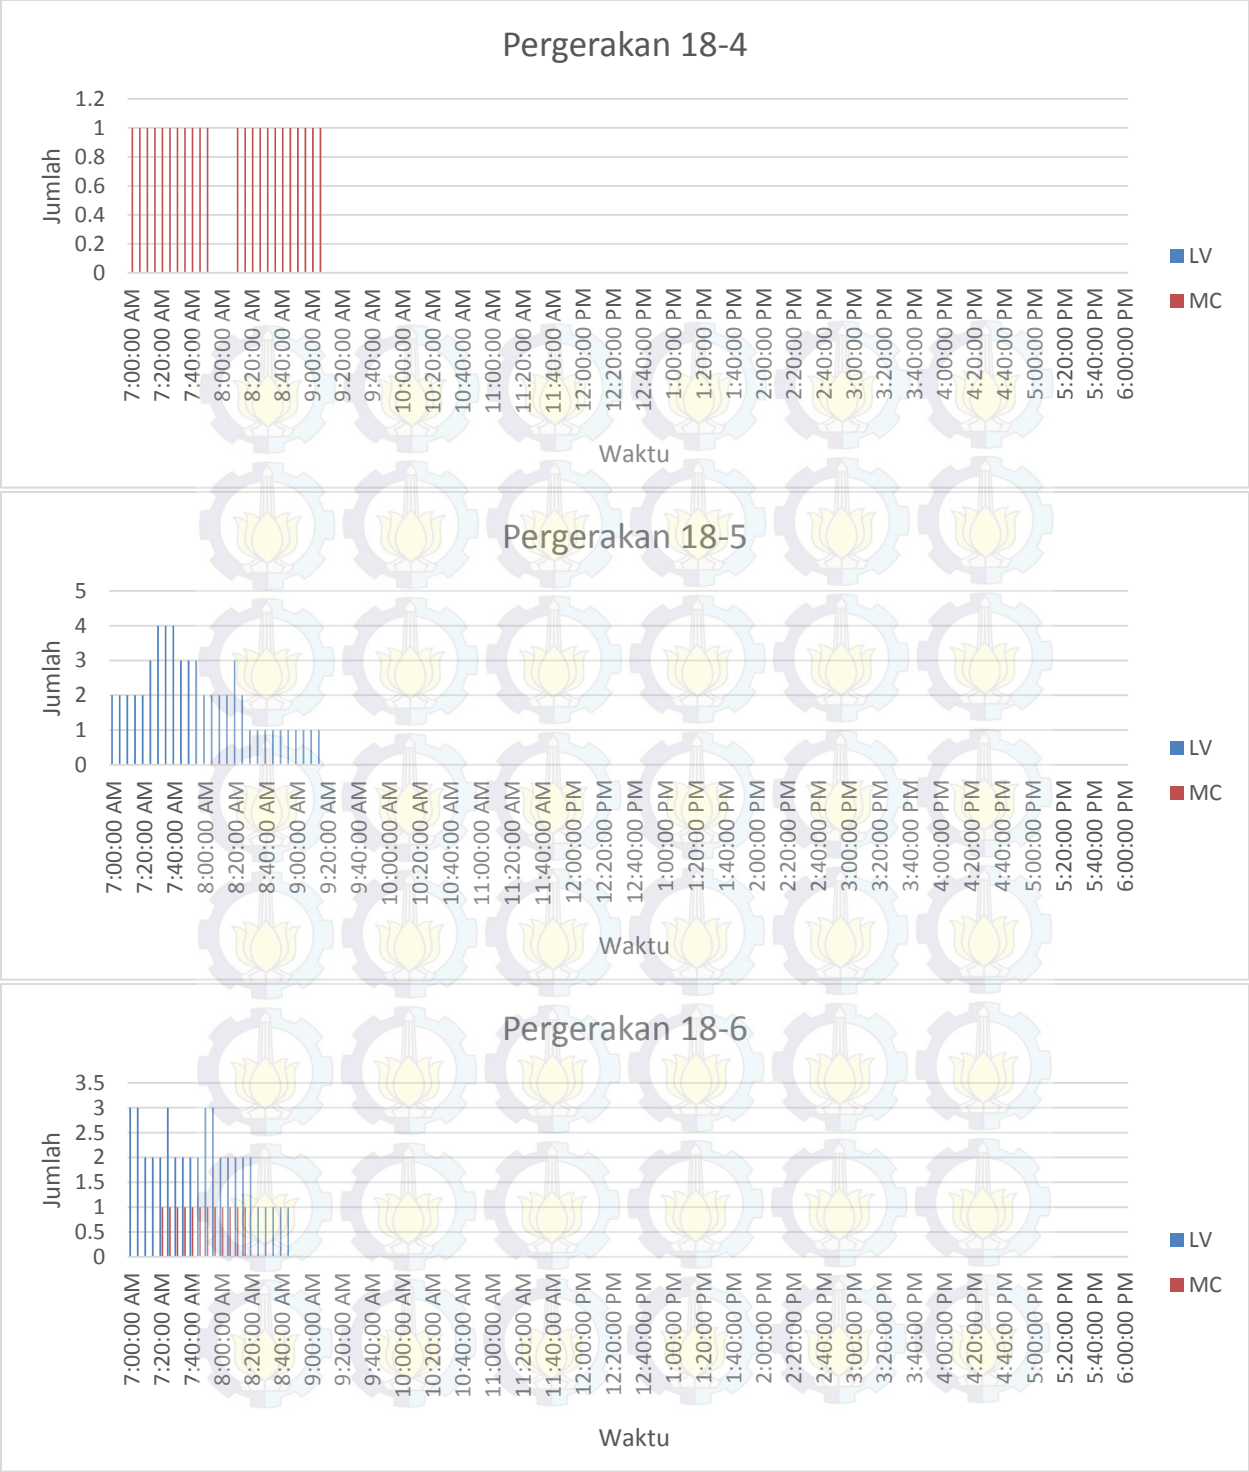 Pergerakan 18-4
1.2
1
0.8
0.6
0.4
0.2
0
Jumlah
7:00:00 AM
7:20:00 AM
7:40:00 AM
8:00:00 AM
8:20:00 AM
8:40:00 AM
9:00:00 AM
9:20:00 AM
9:40:00 AM
10:00:00 AM
10:20:00 AM
10:40:00 AM
11:00:00 AM
11:20:00 AM
11:40:00 AM
12:00:00 PM
12:20:00 PM
12:40:00 PM
1:00:00 PM
1:20:00 PM
1:40:00 PM
2:00:00 PM
2:20:00 PM
2:40:00 PM
3:00:00 PM
3:20:00 PM
3:40:00 PM
4:00:00 PM
4:20:00 PM
4:40:00 PM
5:00:00 PM
5:20:00 PM
5:40:00 PM
6:00:00 PM
Waktu
LV
MC
Pergerakan 18-5
5
4
3
2
1
0
Jumlah
7:00:00 AM
7:20:00 AM
7:40:00 AM
8:00:00 AM
8:20:00 AM
8:40:00 AM
9:00:00 AM
9:20:00 AM
9:40:00 AM
10:00:00 AM
10:20:00 AM
10:40:00 AM
11:00:00 AM
11:20:00 AM
11:40:00 AM
12:00:00 PM
12:20:00 PM
12:40:00 PM
1:00:00 PM
1:20:00 PM
1:40:00 PM
2:00:00 PM
2:20:00 PM
2:40:00 PM
3:00:00 PM
3:20:00 PM
3:40:00 PM
4:00:00 PM
4:20:00 PM
4:40:00 PM
5:00:00 PM
5:20:00 PM
5:40:00 PM
6:00:00 PM
Waktu
LV
MC
Pergerakan 18-6
3.5
3
2.5
2
1.5
1
0.5
0
Jumlah
7:00:00 AM
7:20:00 AM
7:40:00 AM
8:00:00 AM
8:20:00 AM
8:40:00 AM
9:00:00 AM
9:20:00 AM
9:40:00 AM
10:00:00 AM
10:20:00 AM
10:40:00 AM
11:00:00 AM
11:20:00 AM
11:40:00 AM
12:00:00 PM
12:20:00 PM
12:40:00 PM
1:00:00 PM
1:20:00 PM
1:40:00 PM
2:00:00 PM
2:20:00 PM
2:40:00 PM
3:00:00 PM
3:20:00 PM
3:40:00 PM
4:00:00 PM
4:20:00 PM
4:40:00 PM
5:00:00 PM
5:20:00 PM
5:40:00 PM
6:00:00 PM
Waktu
LV
MC